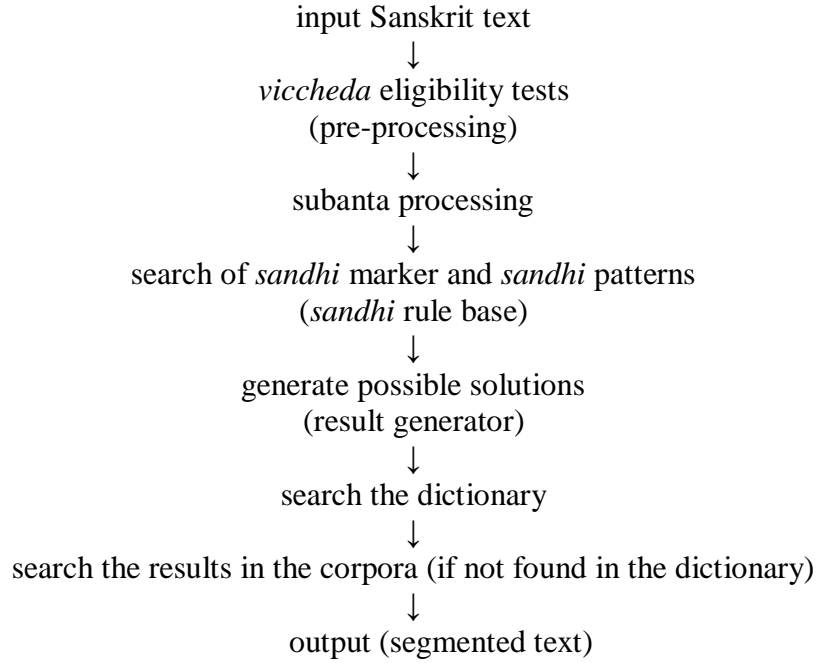 input Sanskrit text
↓
viccheda eligibility tests
(pre-processing)
↓
subanta processing
↓
search of sandhi marker and sandhi patterns
(sandhi rule base)
↓
generate possible solutions
(result generator)
↓
search the dictionary
↓
search the results in the corpora (if not found in the dictionary)
↓
output (segmented text)